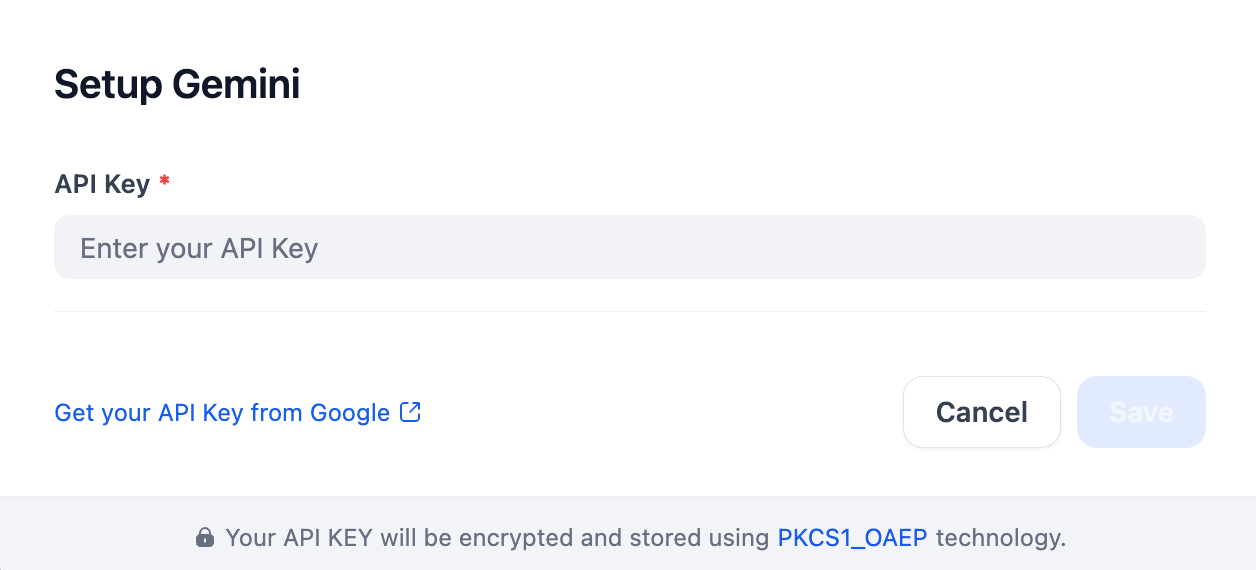 Setup Gemini
API Key *
Enter your API Key
Get your API Key from Google
Cancel
Save
Your API KEY will be encrypted and stored using PKCS1_OAEP technology.